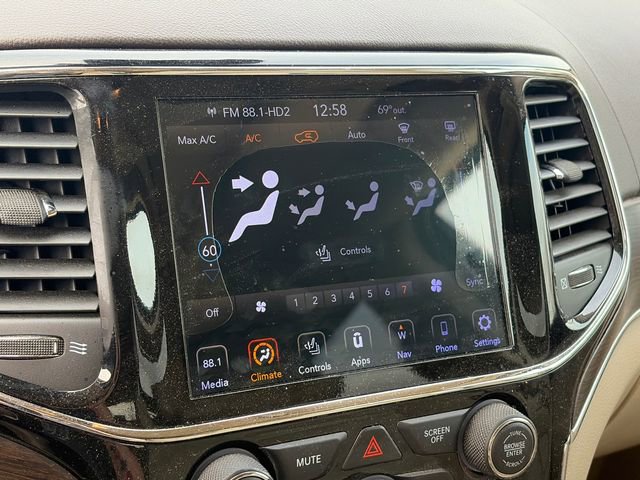 FM 88.1-HD2 12:58 69° out.
Max A/C A/C Auto Front Rear
60
Controls
Off 1 2 3 4 5 6 7 Sync
88.1 W
Media Climate Controls Apps Nav Phone Settings
MUTE SCREEN OFF BROWSE ENTER SCROLL